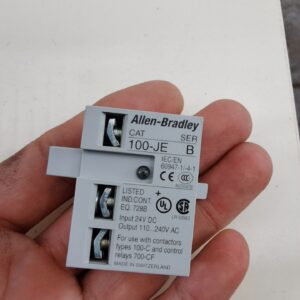 Allen-Bradley
CAT SER
100-JE B
IEC/EN
60947-1/-4-1
LISTED
IND.CONT
EQ. 728B
Input 24V DC
Output 110...240V AC
For use with contactors
types 100-C and control
relays 700-CF
MADE IN SWITZERLAND